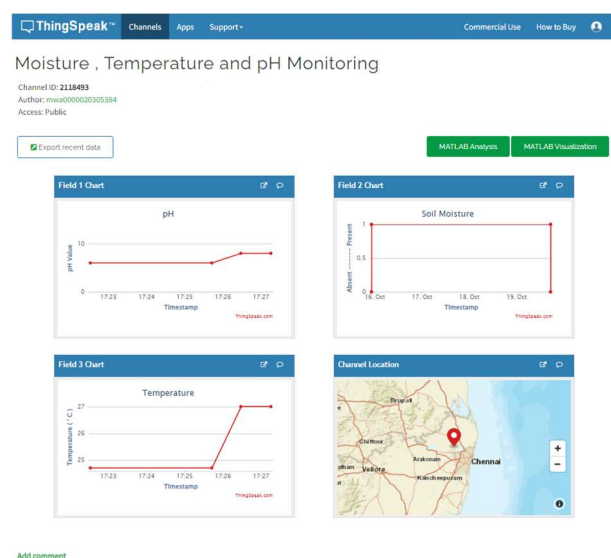 ThingSpeak™ Channels Apps Support Commercial Use How to Buy
Moisture , Temperature and pH Monitoring
Channel ID: 2118493
Author: mwa0000020305384
Access: Public
Export recent data
MATLAB Analysis MATLAB Visualization
Field 1 Chart
pH
pH Value
10
0
17:23 17:24 17:25 17:26 17:27
Timestamp
ThingSpeak.com
Field 2 Chart
Soil Moisture
Absent ------- Present
1
0.5
0
16. Oct 17. Oct 18. Oct 19. Oct
Timestamp
ThingSpeak.com
Field 3 Chart
Temperature
Temperature ( ° C )
27
26
25
17:23 17:24 17:25 17:26 17:27
Timestamp
ThingSpeak.com
Channel Location
Tirupati
Chittoor
Arakonam
Chennai
Vellore
Kancheepuram
+
−
Add comment